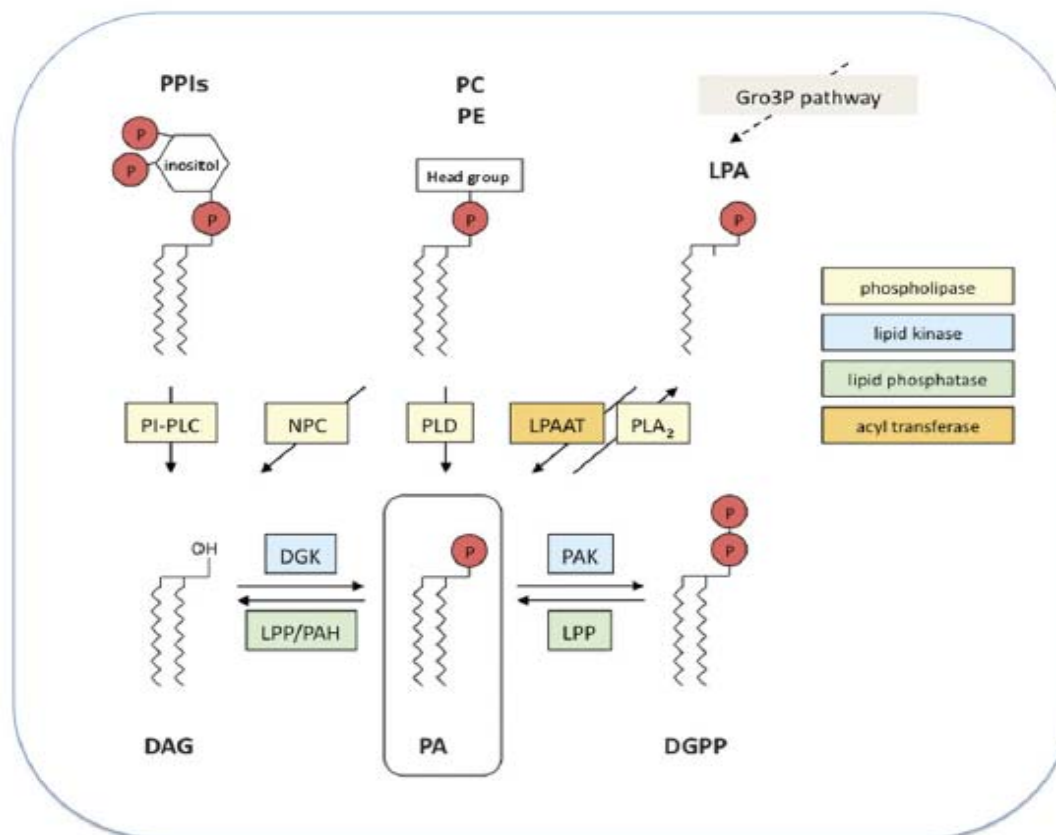 PPIs
PC
PE
Gro3P pathway
LPA
P
P
inositol
P
Head group
P
P
phospholipase
lipid kinase
lipid phosphatase
acyl transferase
PI-PLC
NPC
PLD
LPAAT
PLA2
OH
DGK
LPP/PAH
P
PAK
LPP
P
P
DAG
PA
DGPP